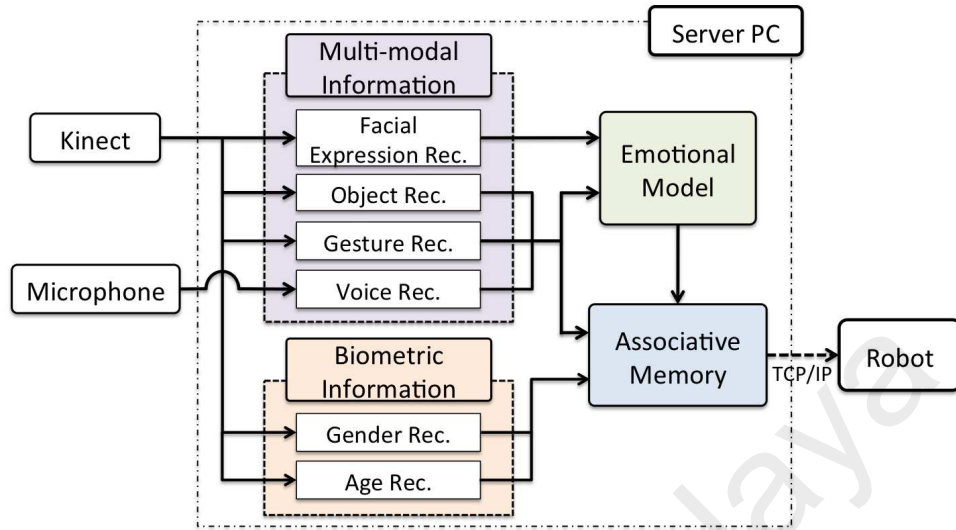 Server PC
Multi-modal
Information
Kinect
Facial
Expression Rec.
Object Rec.
Gesture Rec.
Voice Rec.
Microphone
Emotional
Model
Biometric
Information
Gender Rec.
Age Rec.
Associative
Memory
TCP/IP
Robot